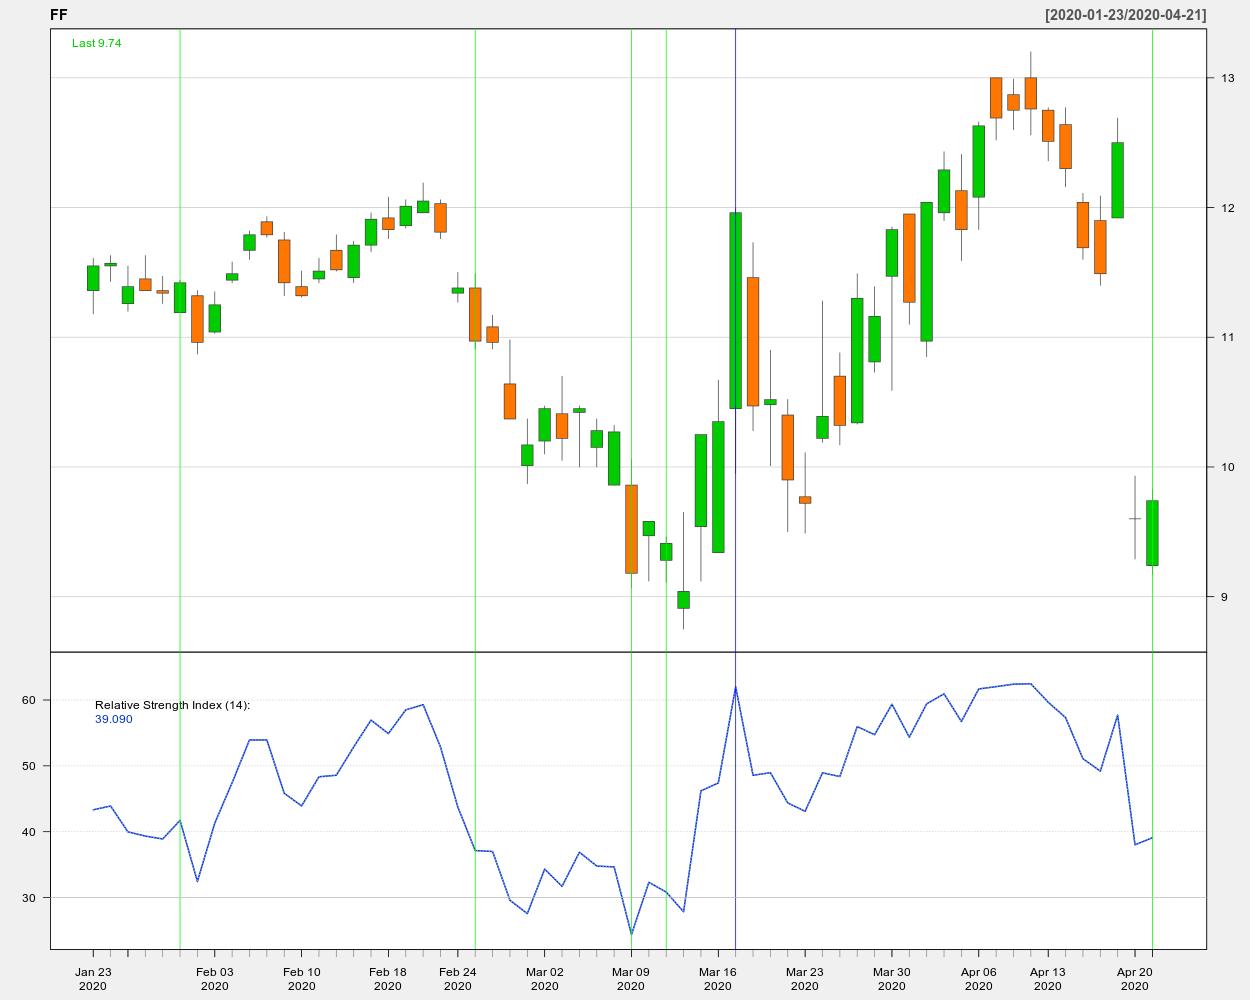 FF
[2020-01-23/2020-04-21]
Last 9.74
13
12
11
10
9
Relative Strength Index (14):
39.090
60
50
40
30
Jan 23 Feb 03 Feb 10 Feb 18 Feb 24 Mar 02 Mar 09 Mar 16 Mar 23 Mar 30 Apr 06 Apr 13 Apr 20
2020 2020 2020 2020 2020 2020 2020 2020 2020 2020 2020 2020 2020